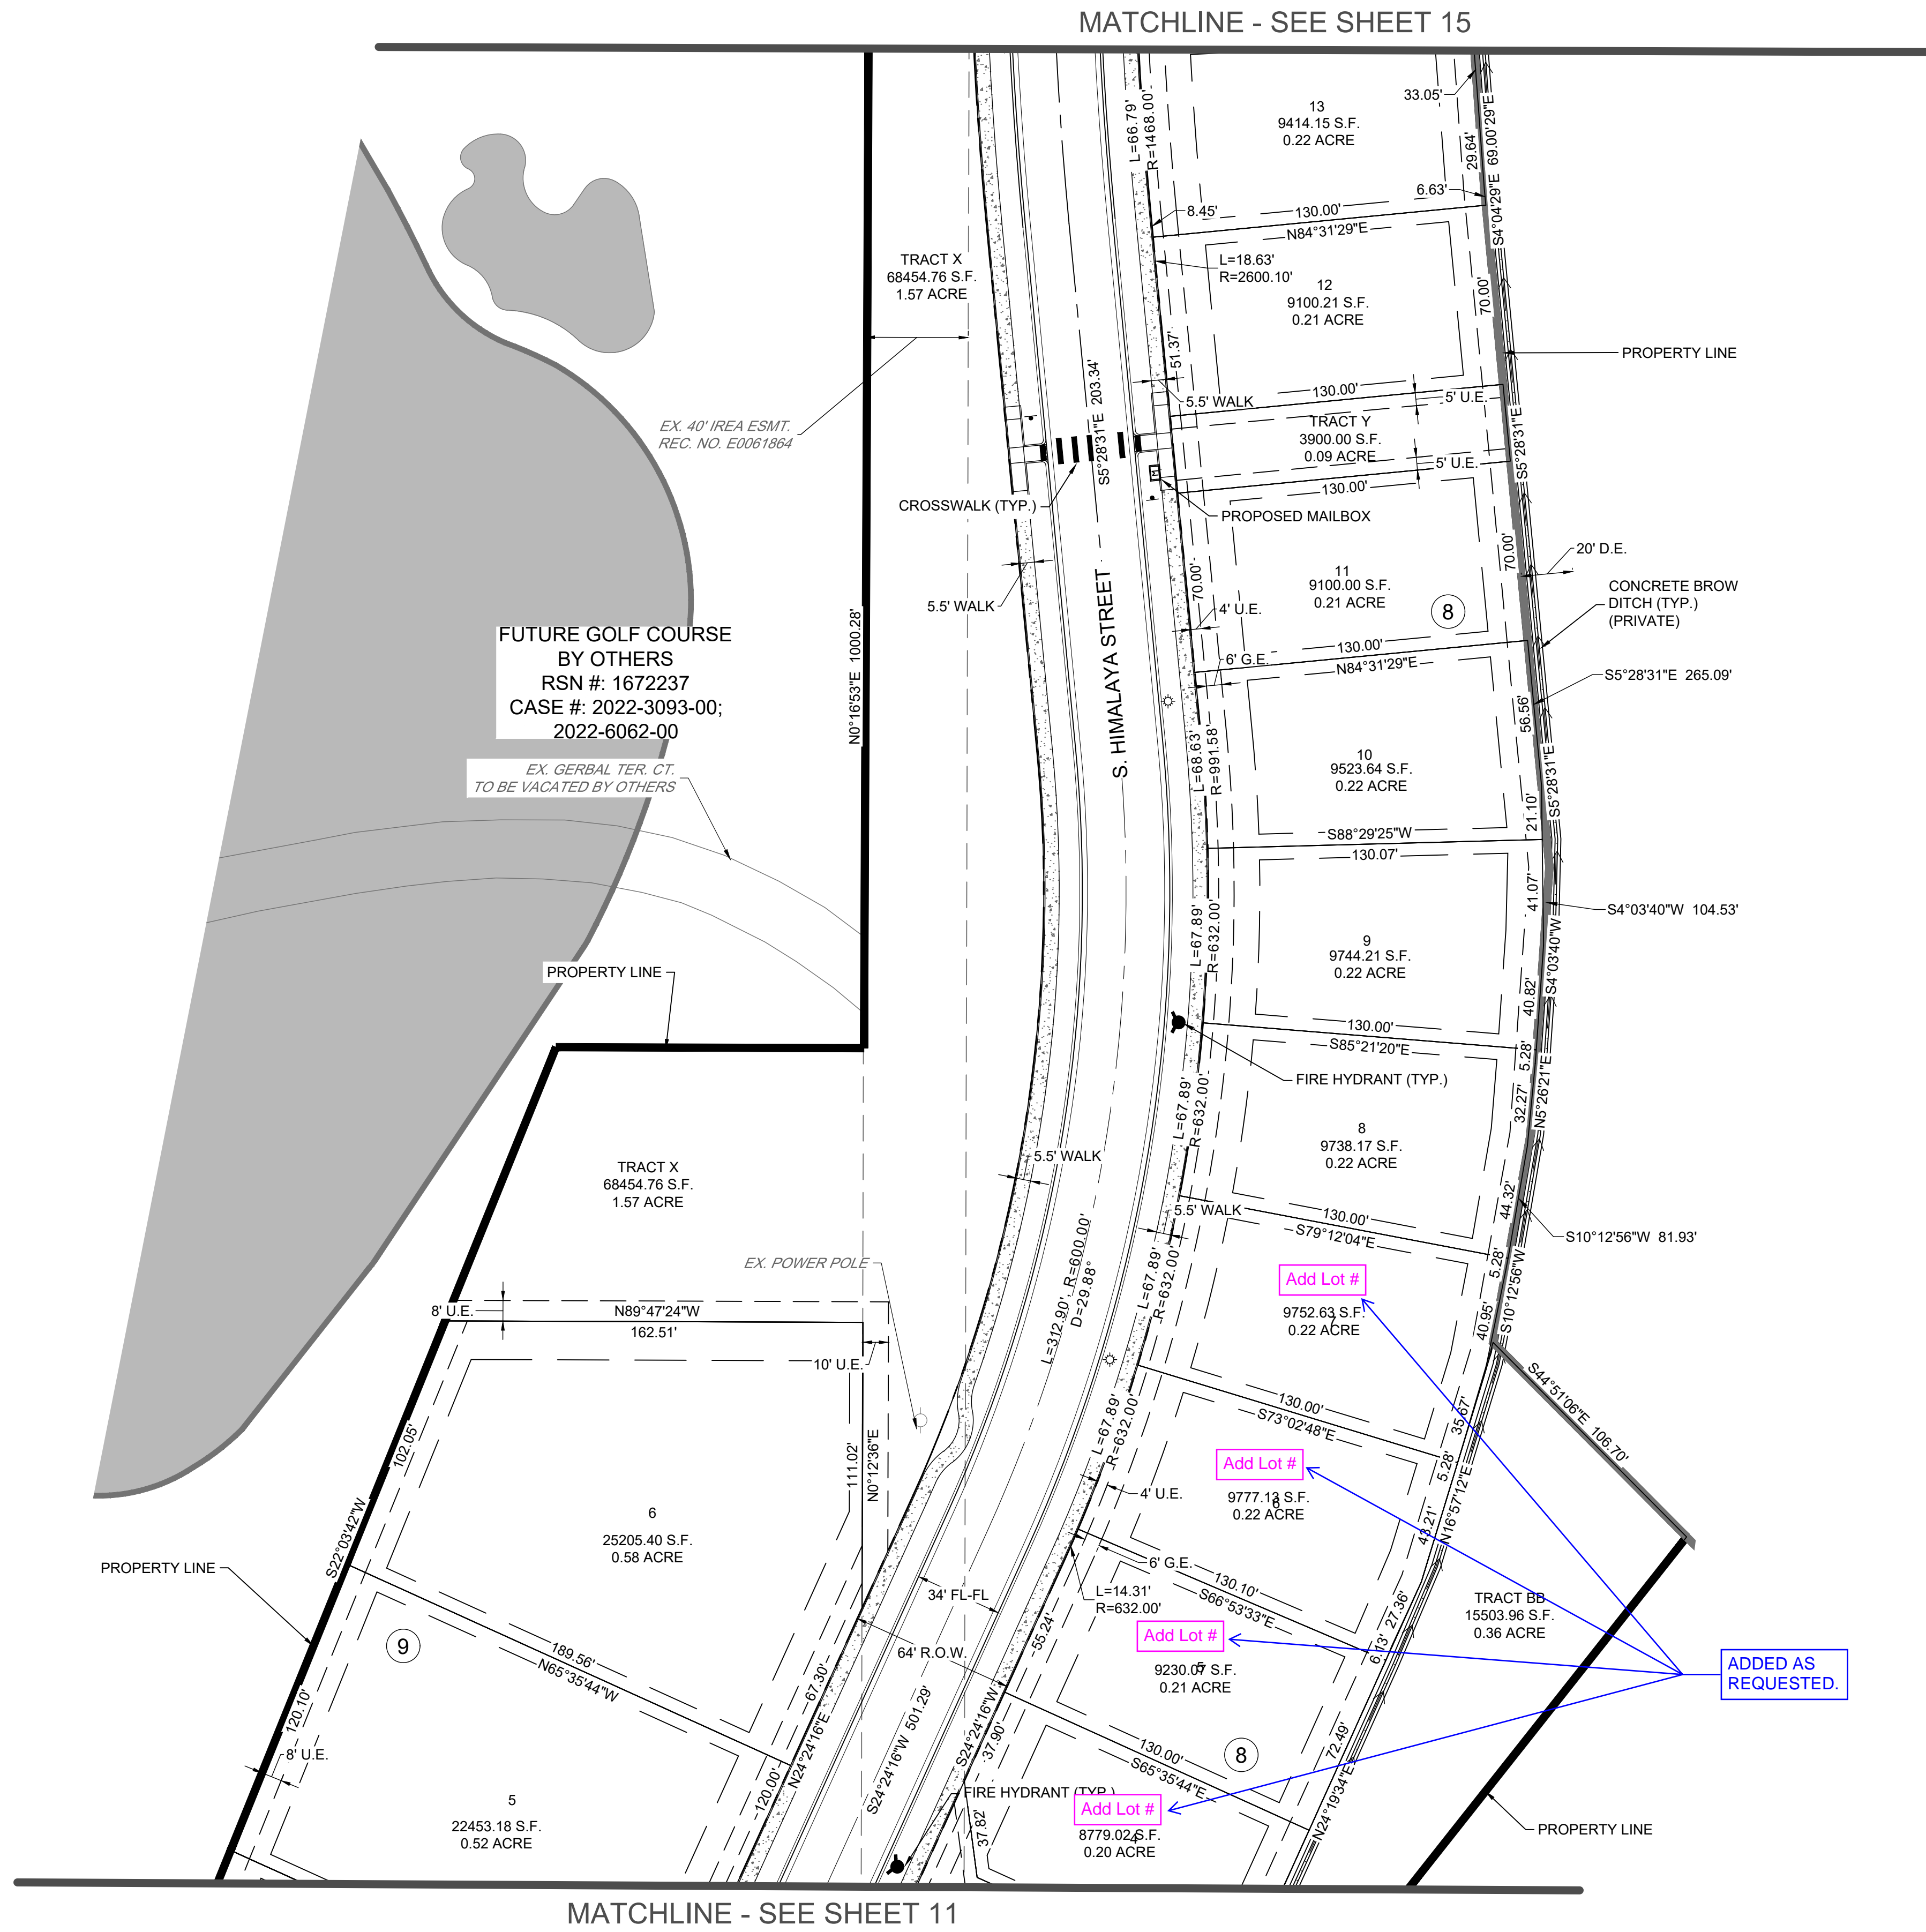 MATCHLINE - SEE SHEET 15
33.05'
13
9414.15 S.F.
0.22 ACRE
L=66.79'
R=1468.00'
29.64'
S4°04'29"E 69.00'
29"E
6.63'
8.45'
130.00'
N84°31'29"E
L=18.63'
R=2600.10'
TRACT X
68454.76 S.F.
1.57 ACRE
12
9100.21 S.F.
0.21 ACRE
70.00'
PROPERTY LINE
51.37'
S5°28'31"E 203.34'
5.5' WALK
130.00'
5' U.E.
EX. 40' IREA ESMT.
REC. NO. E0061864
TRACT Y
3900.00 S.F.
0.09 ACRE
5' U.E.
S5°28'31"E
130.00'
CROSSWALK (TYP.)
M
PROPOSED MAILBOX
70.00'
20' D.E.
11
9100.00 S.F.
0.21 ACRE
8
CONCRETE BROW
DITCH (TYP.)
(PRIVATE)
5.5' WALK
70.00'
4' U.E.
FUTURE GOLF COURSE
BY OTHERS
RSN #: 1672237
CASE #: 2022-3093-00;
2022-6062-00
N0°16'53"E 1000.28'
S. HIMALAYA STREET
6' G.E.
130.00'
N84°31'29"E
S5°28'31"E 265.09'
56.56'
EX. GERBAL TER. CT.
TO BE VACATED BY OTHERS
L=68.63'
R=991.58'
10
9523.64 S.F.
0.22 ACRE
21.10'
S5°28'31"E
S88°29'25"W
130.07'
41.07'
S4°03'40"W 104.53'
L=67.89'
R=632.00'
9
9744.21 S.F.
0.22 ACRE
S4°03'40"W
40.82'
PROPERTY LINE
130.00'
S85°21'20"E
5.28'
FIRE HYDRANT (TYP.)
32.27'
N5°26'21"E
L=67.89'
R=632.00'
8
9738.17 S.F.
0.22 ACRE
TRACT X
68454.76 S.F.
1.57 ACRE
5.5' WALK
44.32'
5.5' WALK
130.00'
S79°12'04"E
S10°12'56"W 81.93'
5.28'
EX. POWER POLE
L=312.90', R=600.00'
D=29.88°
L=67.89'
R=632.00'
Add Lot #
9752.63 S.F.
7
0.22 ACRE
40.95'
S10°12'56"W
8' U.E.
N89°47'24"W
162.51'
10' U.E.
S44°51'06"E 106.70'
130.00'
S73°02'48"E
35.67'
102.05'
111.02'
N0°12'36"E
L=67.89'
R=632.00'
Add Lot #
5.28'
4' U.E.
9777.13 S.F.
6
0.22 ACRE
43.21'
N16°57'12"E
S22°03'42"W
6
25205.40 S.F.
0.58 ACRE
PROPERTY LINE
6' G.E.
130.10'
S66°53'33"E
34' FL-FL
L=14.31'
R=632.00'
27.36'
TRACT BB
15503.96 S.F.
0.36 ACRE
9
189.56'
N65°35'44"W
64' R.O.W.
55.24'
Add Lot #
6.13'
9230.07 S.F.
5
0.21 ACRE
ADDED AS
REQUESTED.
67.30'
120.10'
N24°24'16"E
S24°24'16"W 501.29'
S24°24'16"W
37.90'
130.00'
S65°35'44"E
8
72.49'
8' U.E.
120.00'
FIRE HYDRANT (TYP.)
Add Lot #
37.82'
5
22453.18 S.F.
0.52 ACRE
8779.02 S.F.
4
0.20 ACRE
N24°19'34"E
PROPERTY LINE
MATCHLINE - SEE SHEET 11